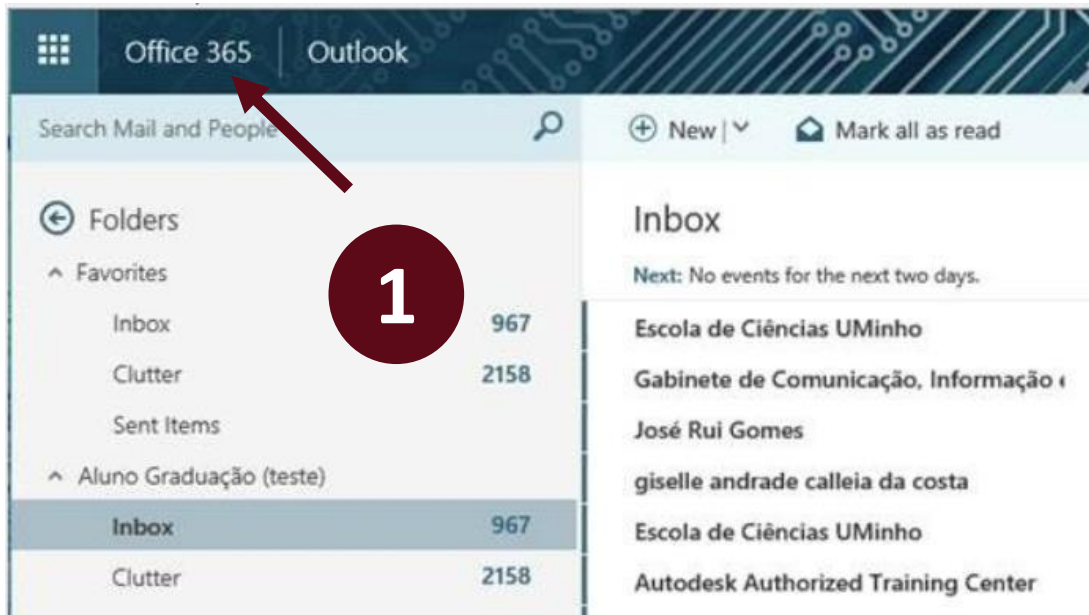 Office 365 Outlook
Search Mail and People
New Mark all as read
Folders
Favorites
Inbox 967
Clutter 2158
Sent Items
Aluno Graduação (teste)
Inbox 967
Clutter 2158
1
Inbox
Next: No events for the next two days.
Escola de Ciências UMinho
Gabinete de Comunicação, Informação
José Rui Gomes
giselle andrade calleia da costa
Escola de Ciências UMinho
Autodesk Authorized Training Center